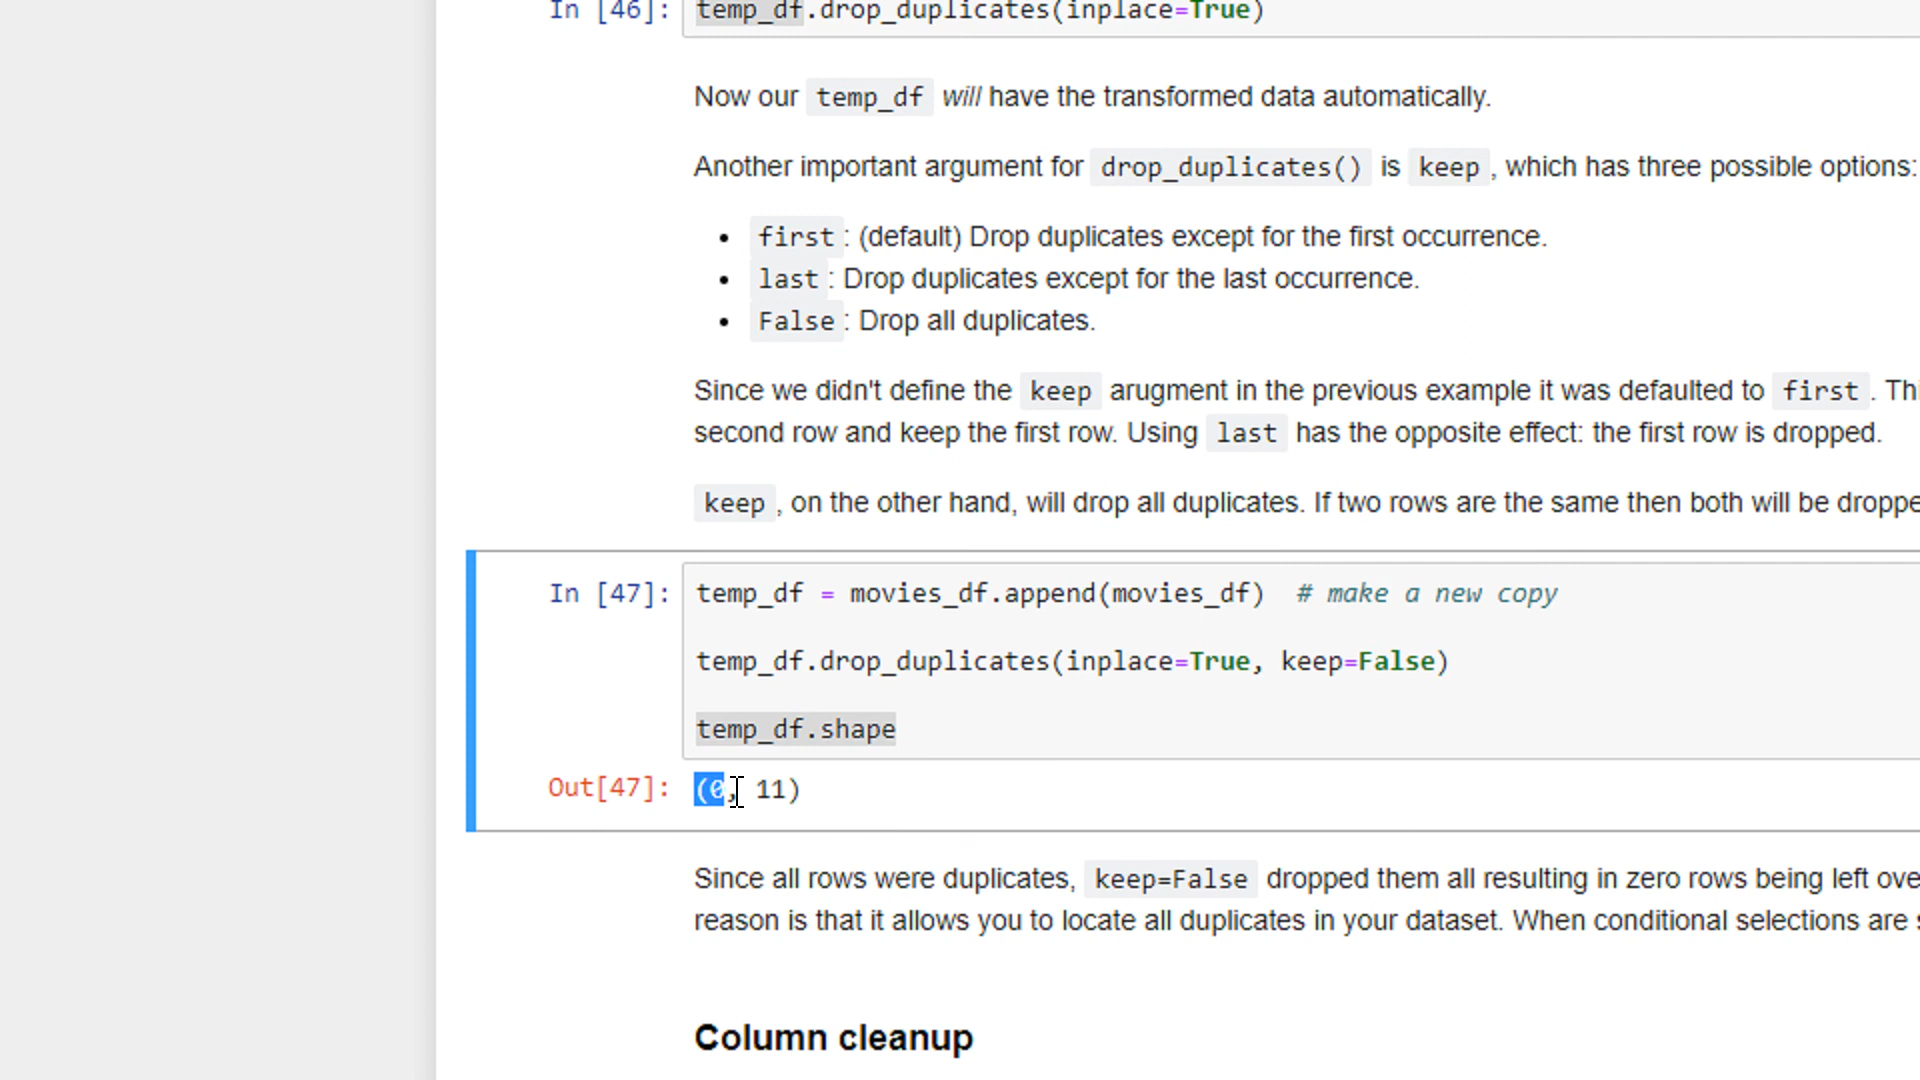 In [46]: temp_df.drop_duplicates(inplace=True)
Now our temp_df will have the transformed data automatically.
Another important argument for drop_duplicates() is keep , which has three possible options:
• first : (default) Drop duplicates except for the first occurrence.
• last : Drop duplicates except for the last occurrence.
• False : Drop all duplicates.
Since we didn't define the keep arugment in the previous example it was defaulted to first . Thi
second row and keep the first row. Using last has the opposite effect: the first row is dropped.
keep , on the other hand, will drop all duplicates. If two rows are the same then both will be droppe
In [47]: temp_df = movies_df.append(movies_df)  # make a new copy
temp_df.drop_duplicates(inplace=True, keep=False)
temp_df.shape
Out[47]: (0, 11)
Since all rows were duplicates, keep=False dropped them all resulting in zero rows being left ove
reason is that it allows you to locate all duplicates in your dataset. When conditional selections are s
Column cleanup